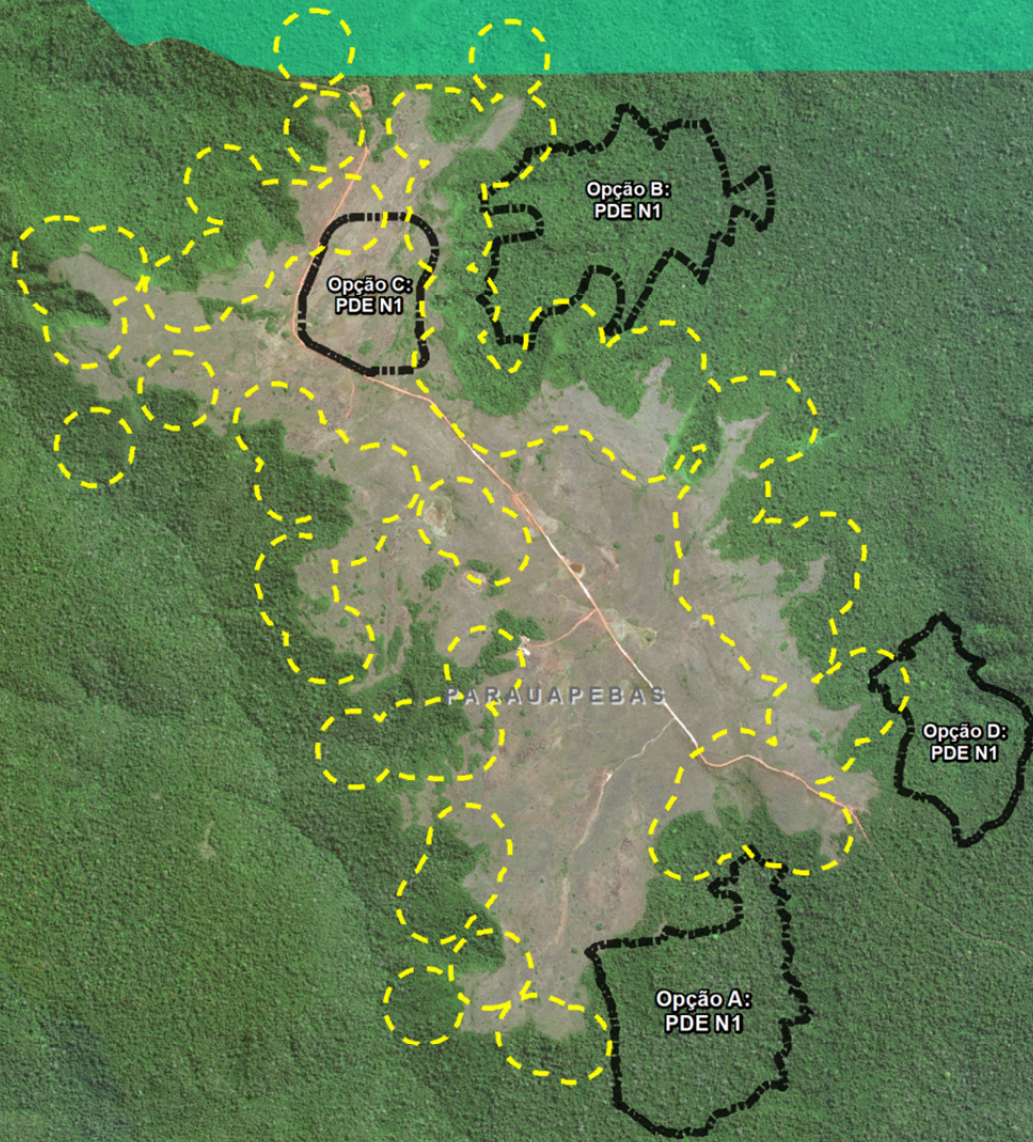 Opção B:
PDE N1
Opção C:
PDE N1
PARAUAPEBAS
Opção D:
PDE N1
Opção A:
PDE N1